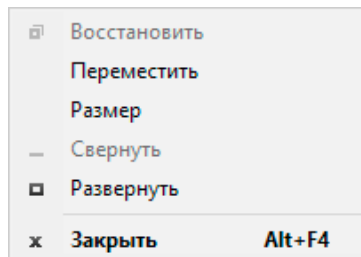 Восстановить
Переместить
Размер
Свернуть
Развернуть
Закрыть Alt+F4